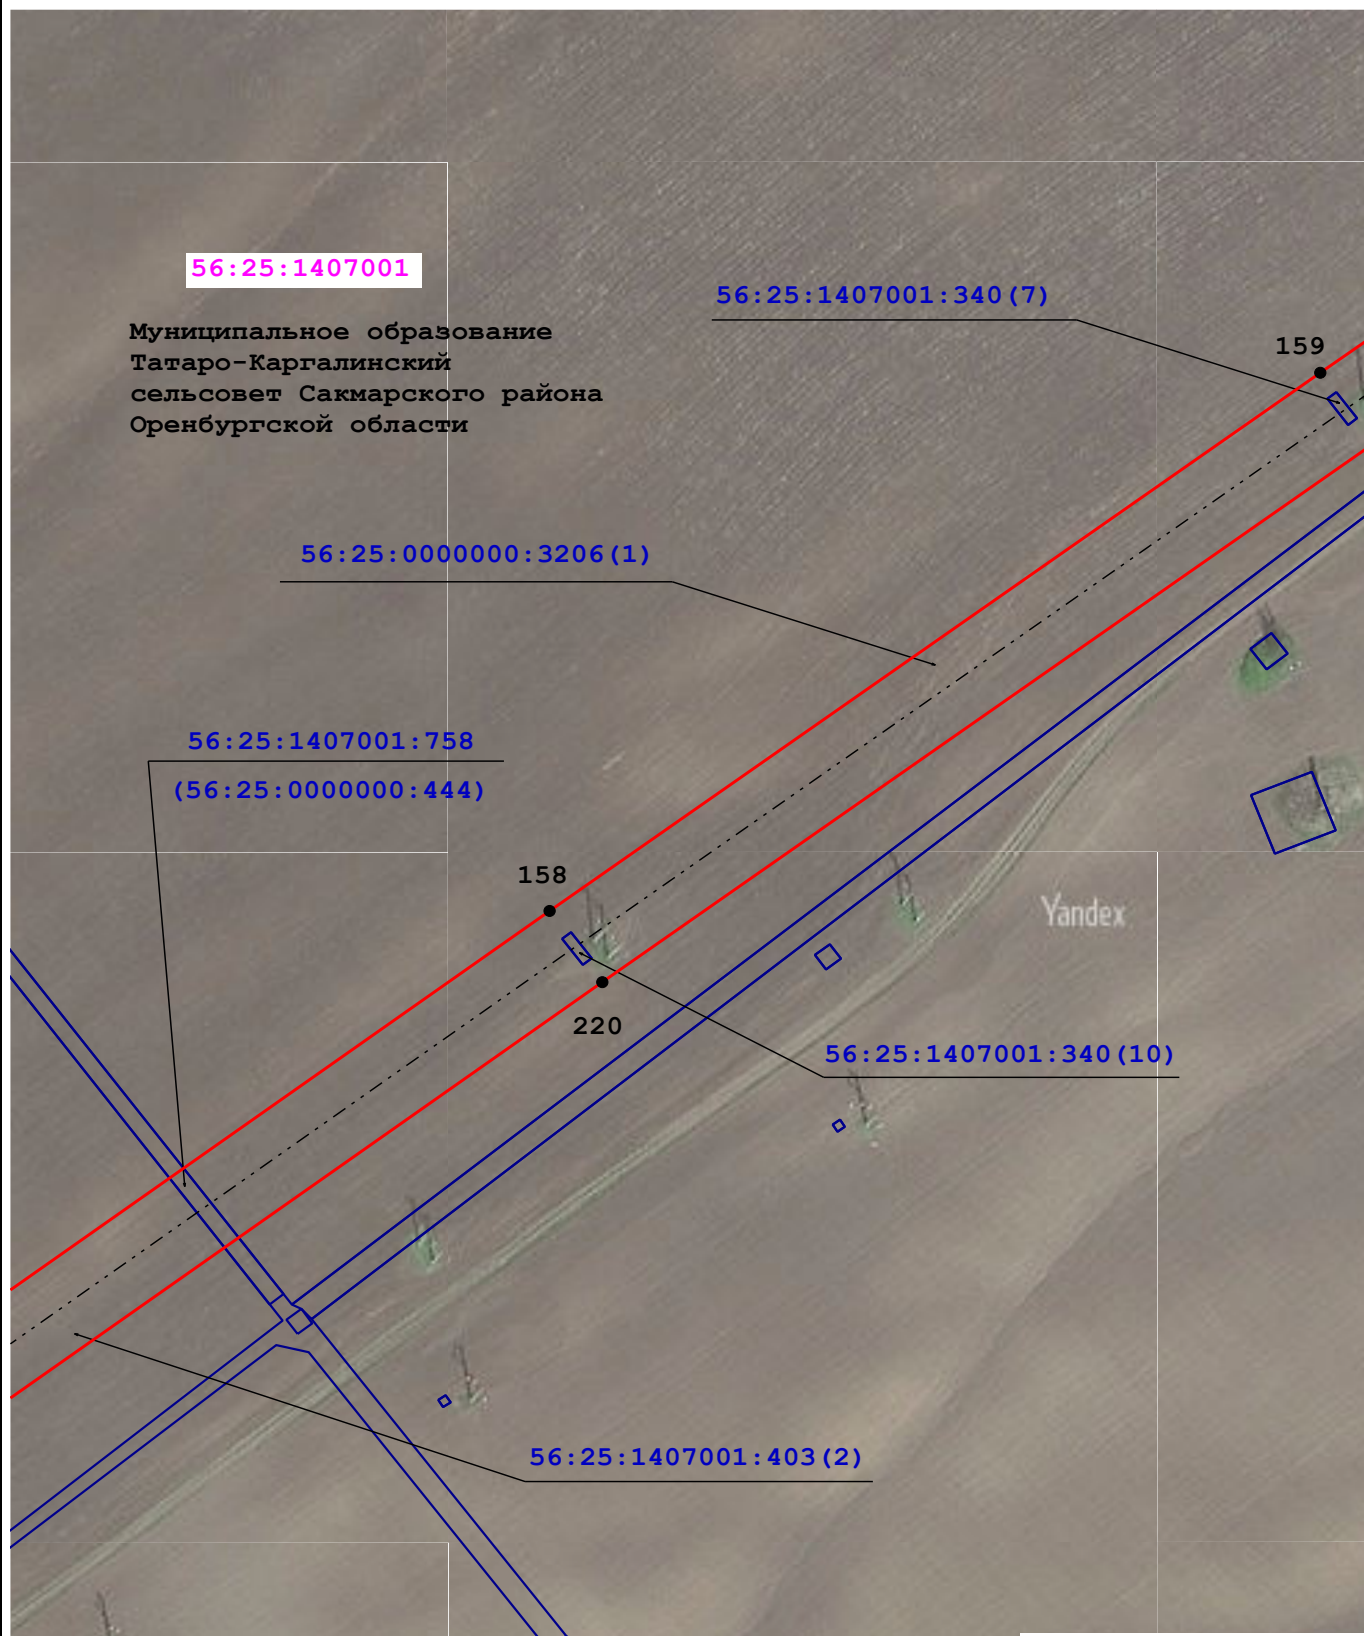 56:25:1407001
56:25:1407001:340(7)
Муниципальное образование
Татаро-Каргалинский
сельсовет Сакмарского района
Оренбургской области
159
56:25:0000000:3206(1)
56:25:1407001:758
(56:25:0000000:444)
158
Yandex
220
56:25:1407001:340(10)
56:25:1407001:403(2)